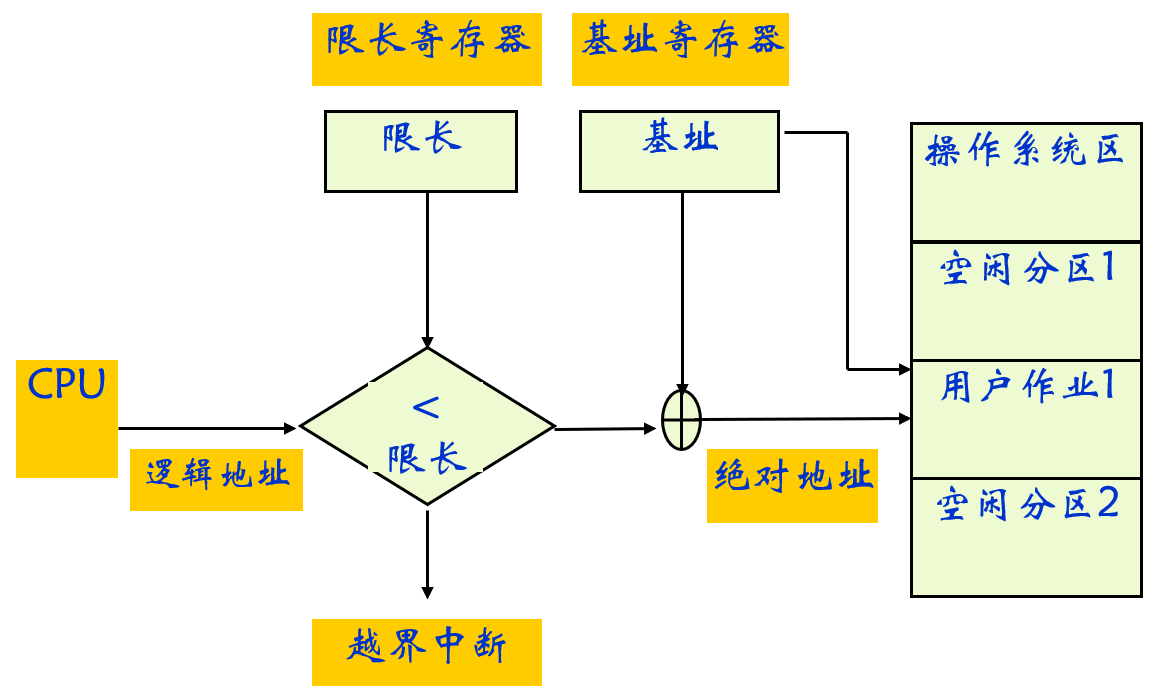 限长寄存器
基址寄存器
限长
基址
操作系统区
空闲分区1
CPU
用户作业1
<
限长
逻辑地址
绝对地址
空闲分区2
越界中断